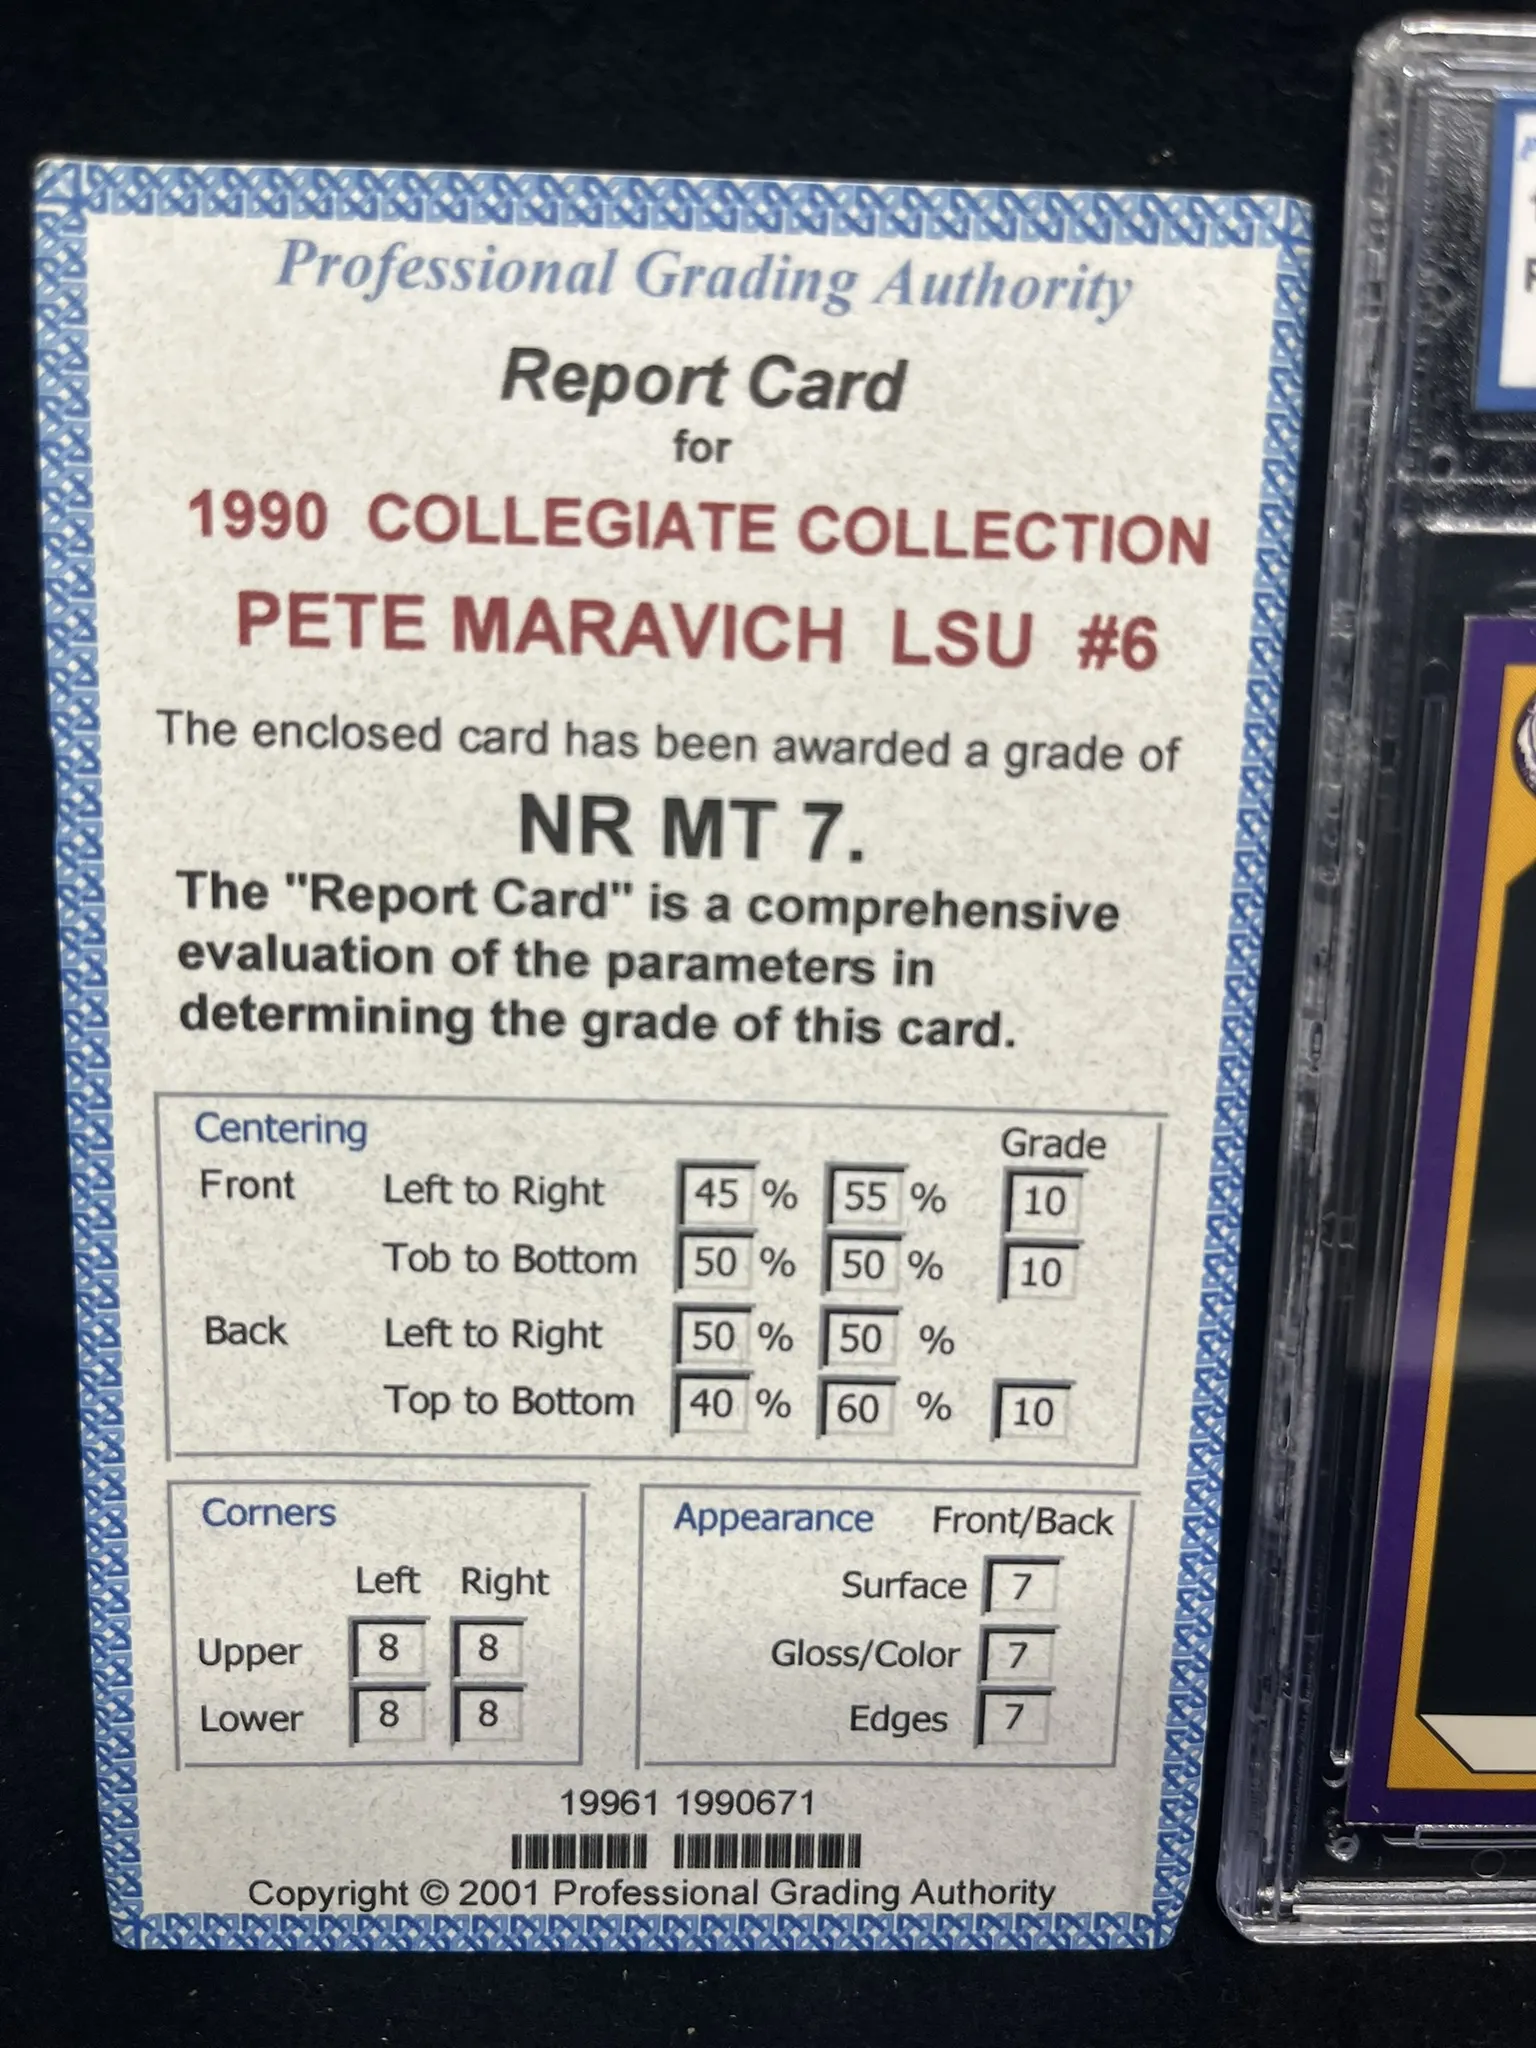 Professional Grading Authority
Report Card
for
1990 COLLEGIATE COLLECTION
PETE MARAVICH LSU #6
The enclosed card has been awarded a grade of
NR MT 7.
The "Report Card" is a comprehensive
evaluation of the parameters in
determining the grade of this card.
Centering Grade
Front Left to Right 45 % 55 % 10
Tob to Bottom 50 % 50 % 10
Back Left to Right 50 % 50 %
Top to Bottom 40 % 60 % 10
Corners
Left Right
Upper 8 8
Lower 8 8
Appearance Front/Back
Surface 7
Gloss/Color 7
Edges 7
19961 1990671
Copyright © 2001 Professional Grading Authority